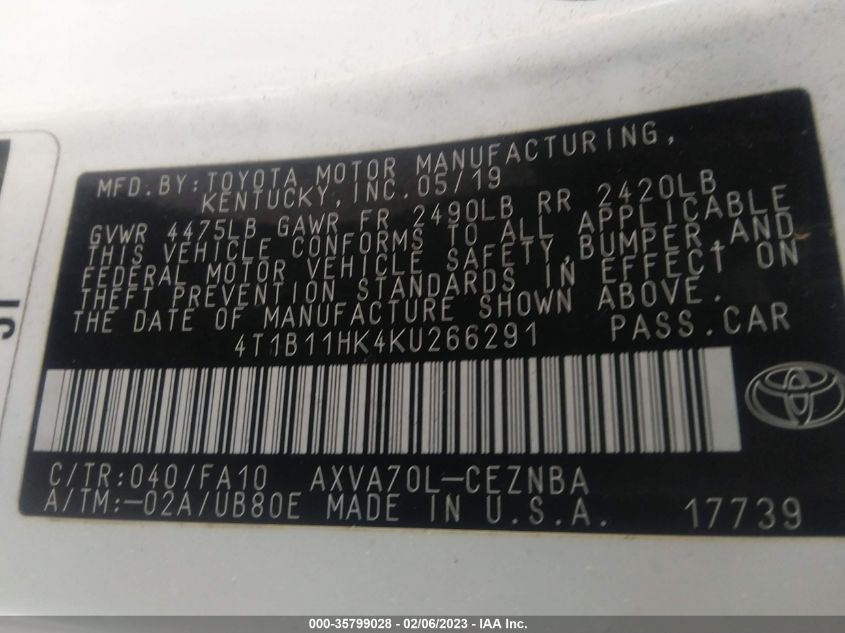 MFD. BY: TOYOTA MOTOR MANUFACTURING,
KENTUCKY, INC. 05/19
GVWR 4475LB GAWR FR 2490LB RR 2420LB
THIS VEHICLE CONFORMS TO ALL APPLICABLE
FEDERAL MOTOR VEHICLE SAFETY, BUMPER, AND
THEFT PREVENTION STANDARDS IN EFFECT ON
THE DATE OF MANUFACTURE SHOWN ABOVE.
4T1B11HK4KU266291 PASS. CAR
C/TR: 040/FA10 AXVA70L-CEZNBA
A/TM: -02A/UB80E MADE IN U.S.A. 17739
000-35799028 - 02/06/2023 - IAA Inc.